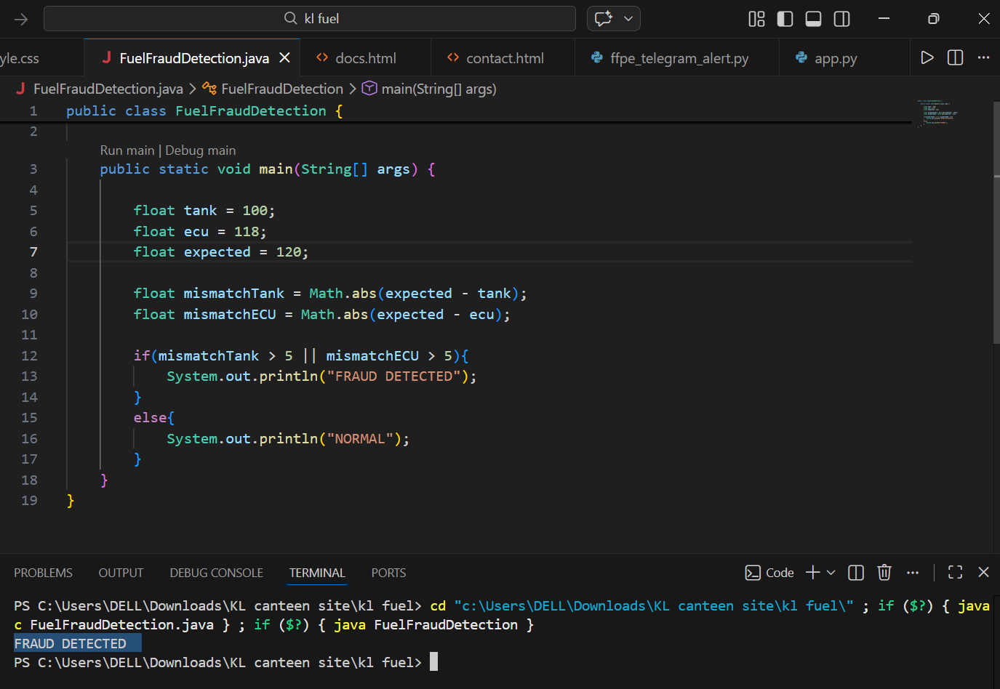 kl fuel
yle.css
FuelFraudDetection.java
docs.html
contact.html
ffpe_telegram_alert.py
app.py
FuelFraudDetection.java > FuelFraudDetection > main(String[] args)
1 public class FuelFraudDetection {
2
Run main | Debug main
3 public static void main(String[] args) {
4
5 float tank = 100;
6 float ecu = 118;
7 float expected = 120;
8
9 float mismatchTank = Math.abs(expected - tank);
10 float mismatchECU = Math.abs(expected - ecu);
11
12 if(mismatchTank > 5 || mismatchECU > 5){
13 System.out.println("FRAUD DETECTED");
14 }
15 else{
16 System.out.println("NORMAL");
17 }
18 }
19 }
PROBLEMS OUTPUT DEBUG CONSOLE TERMINAL PORTS
Code
PS C:\Users\DELL\Downloads\KL canteen site\kl fuel> cd "c:\Users\DELL\Downloads\KL canteen site\kl fuel\" ; if ($?) { java
c FuelFraudDetection.java } ; if ($?) { java FuelFraudDetection }
FRAUD DETECTED
PS C:\Users\DELL\Downloads\KL canteen site\kl fuel>